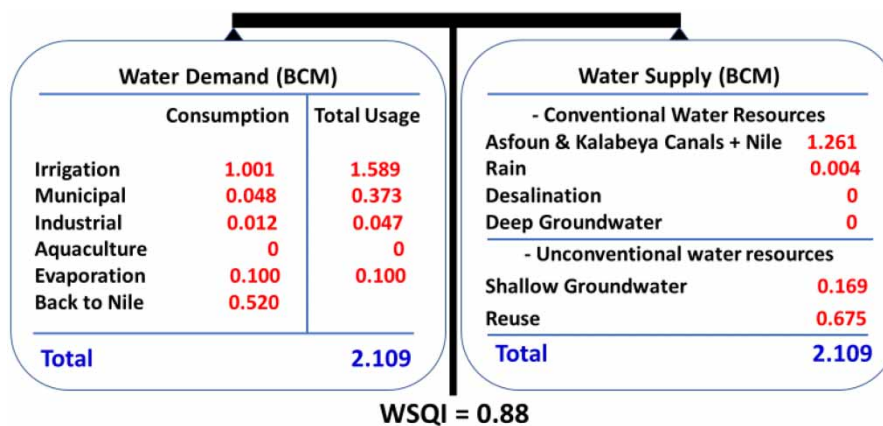 Water Demand (BCM)
Consumption Total Usage
Irrigation 1.001 1.589
Municipal 0.048 0.373
Industrial 0.012 0.047
Aquaculture 0 0
Evaporation 0.100 0.100
Back to Nile 0.520
Total 2.109
Water Supply (BCM)
- Conventional Water Resources
Asfoun & Kalabeya Canals + Nile 1.261
Rain 0.004
Desalination 0
Deep Groundwater 0
- Unconventional water resources
Shallow Groundwater 0.169
Reuse 0.675
Total 2.109
WSQI = 0.88